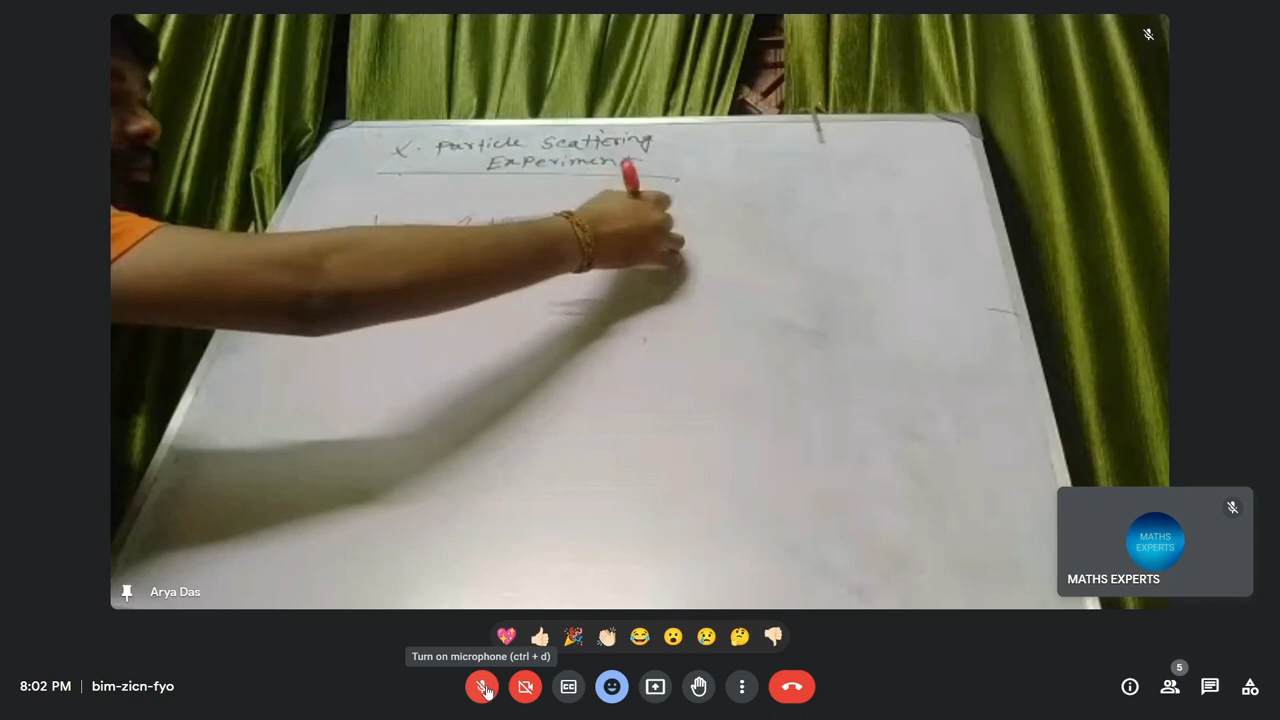 X. Particle Scattering
Experiment
MATHS
EXPERTS
MATHS EXPERTS
Arya Das
Turn on microphone (ctrl + d)
5
8:02 PM
bim-zicn-fyo